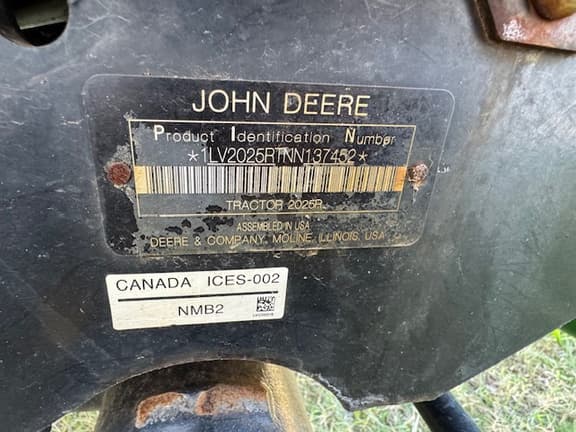 JOHN DEERE
Product Identification Number
*1LV2025RTNN137452*
TRACTOR 2025R
ASSEMBLED IN USA
DEERE & COMPANY, MOLINE, ILLINOIS, USA
CANADA ICES-002
NMB2